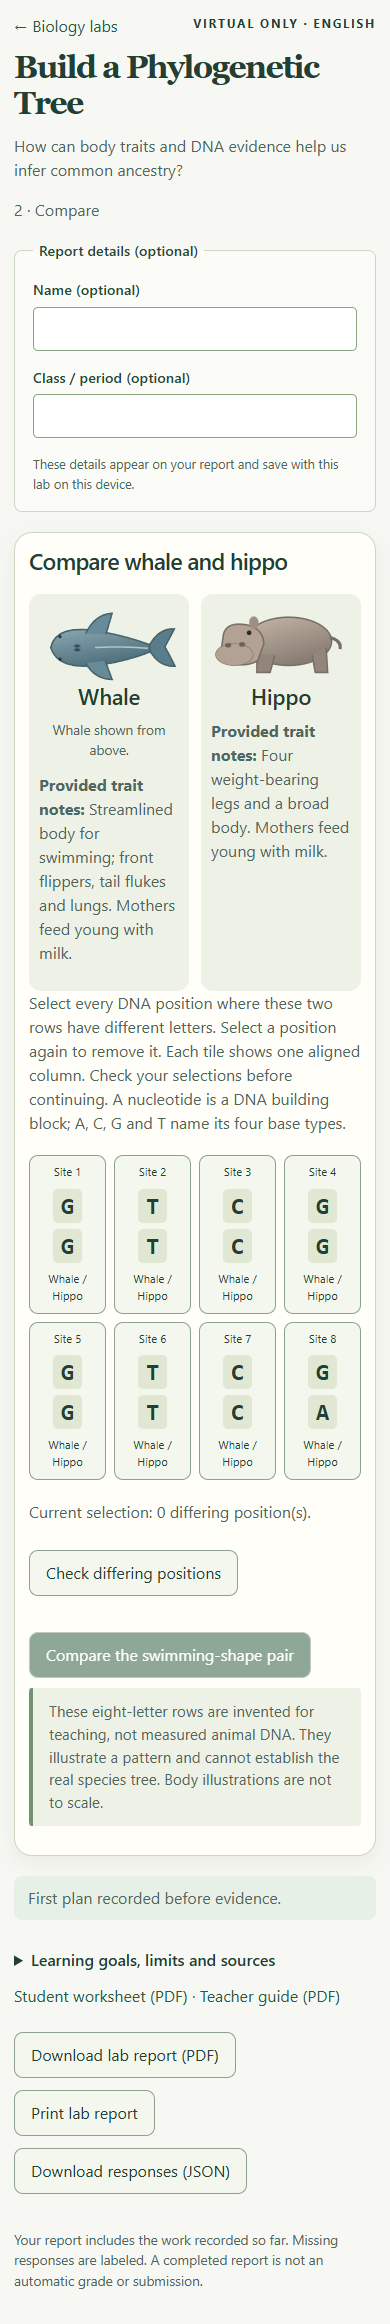 ← Biology labs
VIRTUAL ONLY · ENGLISH
Build a Phylogenetic
Tree
How can body traits and DNA evidence help us
infer common ancestry?
2 · Compare
Report details (optional)
Name (optional)
Class / period (optional)
These details appear on your report and save with this
lab on this device.
Compare whale and hippo
Whale
Whale shown from
above.
Provided trait
notes: Streamlined
body for
swimming; front
flippers, tail flukes
and lungs. Mothers
feed young with
milk.
Hippo
Provided trait
notes: Four
weight-bearing
legs and a broad
body. Mothers feed
young with milk.
Select every DNA position where these two
rows have different letters. Select a position
again to remove it. Each tile shows one aligned
column. Check your selections before
continuing. A nucleotide is a DNA building
block; A, C, G and T name its four base types.
Site 1
G
G
Whale /
Hippo
Site 2
T
T
Whale /
Hippo
Site 3
C
C
Whale /
Hippo
Site 4
G
G
Whale /
Hippo
Site 5
G
G
Whale /
Hippo
Site 6
T
T
Whale /
Hippo
Site 7
C
C
Whale /
Hippo
Site 8
G
A
Whale /
Hippo
Current selection: 0 differing position(s).
Check differing positions
Compare the swimming-shape pair
These eight-letter rows are invented for
teaching, not measured animal DNA. They
illustrate a pattern and cannot establish the
real species tree. Body illustrations are not
to scale.
First plan recorded before evidence.
▶ Learning goals, limits and sources
Student worksheet (PDF) · Teacher guide (PDF)
Download lab report (PDF)
Print lab report
Download responses (JSON)
Your report includes the work recorded so far. Missing
responses are labeled. A completed report is not an
automatic grade or submission.